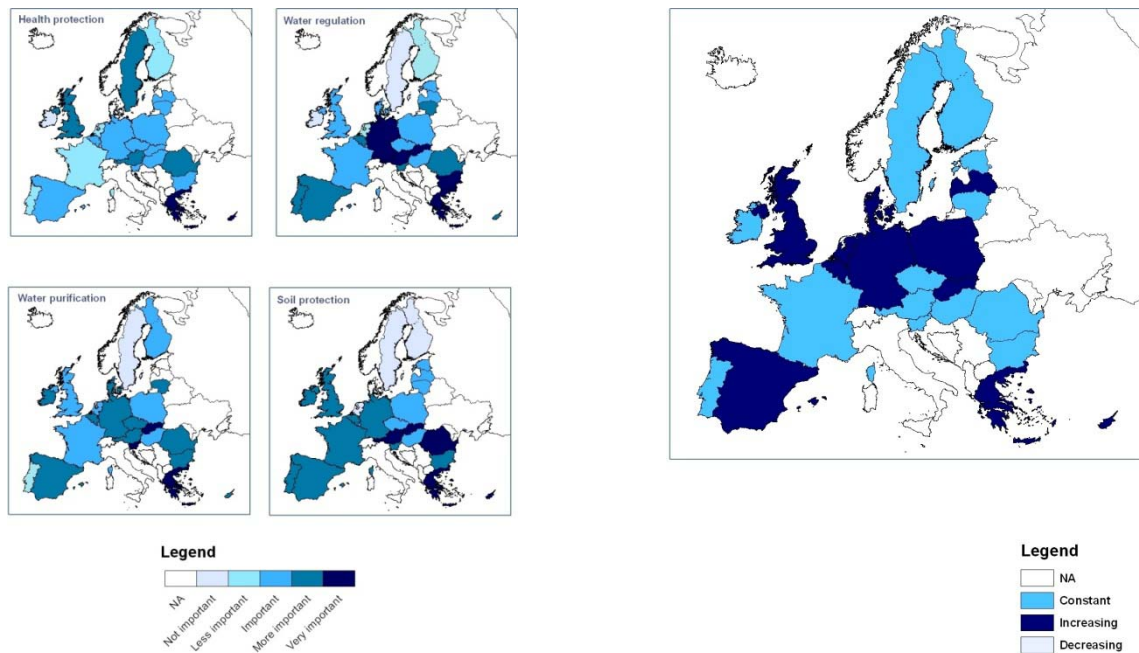 Health protection
Water regulation
Water purification
Soil protection
Legend
NA
Not important
Less important
Important
More important
Very important
Legend
NA
Constant
Increasing
Decreasing